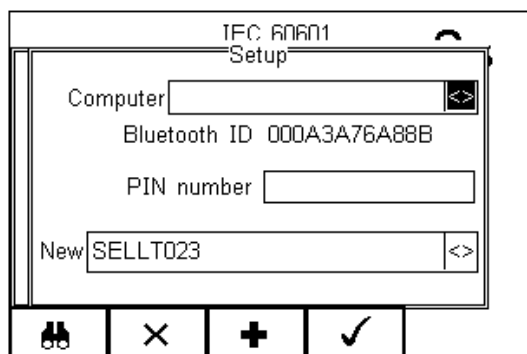 IEC 60601
Setup
Computer <>
Bluetooth ID 000A3A76A88B
PIN number
New SELLT023 <>